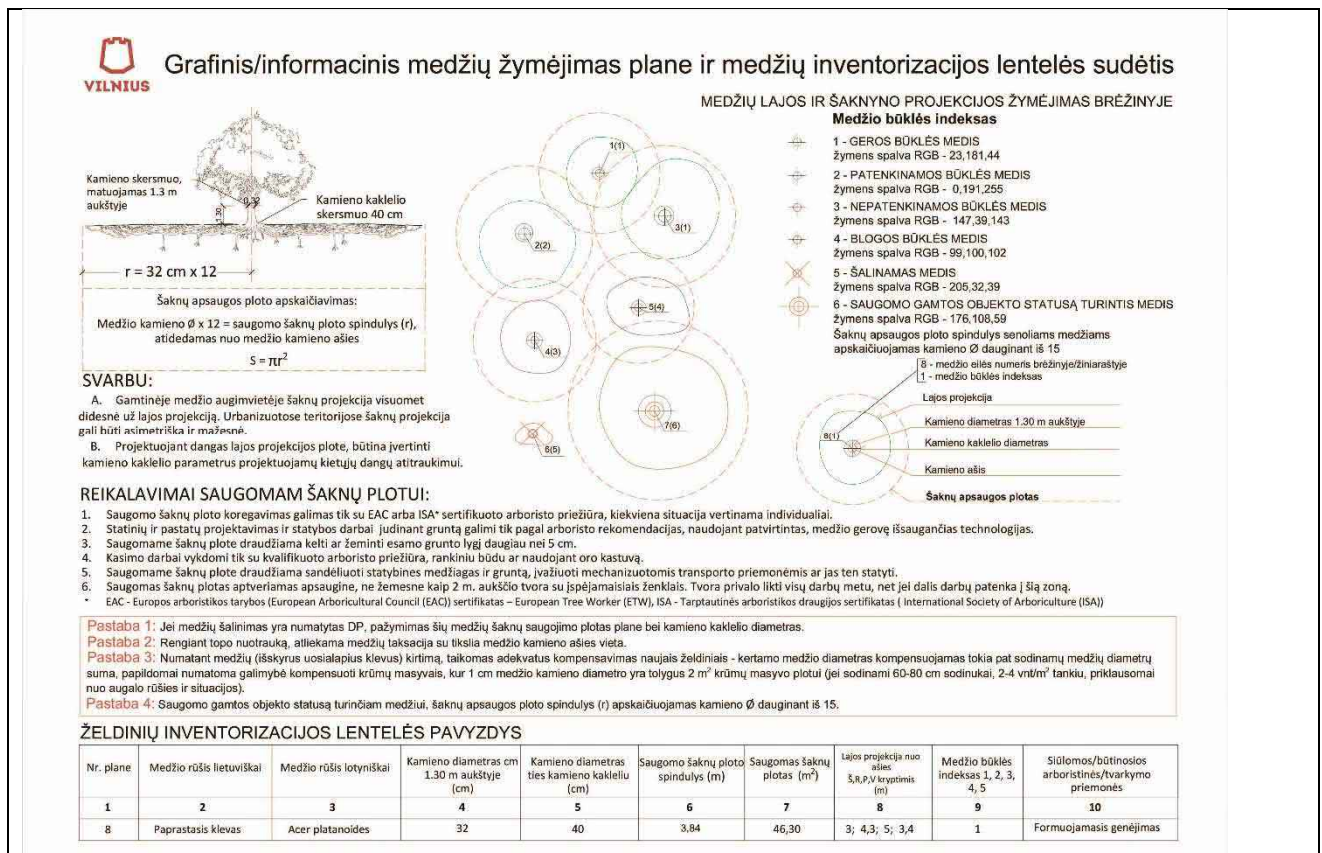 VILNIUS
Grafinis/informacinis medžių žymėjimas plane ir medžių inventorizacijos lentelės sudėtis
MEDŽIŲ LAJOS IR ŠAKNYNO PROJEKCIJOS ŽYMĖJIMAS BRĖŽINYJE
Medžio būklės indeksas
1 - GEROS BŪKLĖS MEDIS
žymens spalva RGB - 23,181,44
2 - PATENKINAMOS BŪKLĖS MEDIS
žymens spalva RGB - 0,191,255
3 - NEPATENKINAMOS BŪKLĖS MEDIS
žymens spalva RGB - 147,39,143
4 - BLOGOS BŪKLĖS MEDIS
žymens spalva RGB - 99,100,102
5 - ŠALINAMAS MEDIS
žymens spalva RGB - 205,32,39
6 - SAUGOMO GAMTOS OBJEKTO STATUSĄ TURINTIS MEDIS
žymens spalva RGB - 176,108,59
Šaknų apsaugos ploto spindulys senoliams medžiams
apskaičiuojamas kamieno Ø dauginant iš 15
8 - medžio eilės numeris brėžinyje/žiniaraštyje
1 - medžio būklės indeksas
Lajos projekcija
Kamieno diametras 1.30 m aukštyje
Kamieno kaklelio diametras
Kamieno ašis
Šaknų apsaugos plotas
8(1)
1(1)
2(2)
3(1)
5(4)
4(3)
7(6)
6(5)
Kamieno skersmuo,
matuojamas 1.3 m
aukštyje
0,32
1.30
Kamieno kaklelio
skersmuo 40 cm
r = 32 cm x 12
Šaknų apsaugos ploto apskaičiavimas:
Medžio kamieno Ø x 12 = saugomo šaknų ploto spindulys (r),
atidedamas nuo medžio kamieno ašies
S = πr²
SVARBU:
A. Gamtinėje medžio augimvietėje šaknų projekcija visuomet
didesnė už lajos projekciją. Urbanizuotose teritorijose šaknų projekcija
gali būti asimetriška ir mažesnė.
B. Projektuojant dangas lajos projekcijos plote, būtina įvertinti
kamieno kaklelio parametrus projektuojamų kietųjų dangų atitraukimui.
REIKALAVIMAI SAUGOMAM ŠAKNŲ PLOTUI:
1. Saugomo šaknų ploto koregavimas galimas tik su EAC arba ISA* sertifikuoto arboristo priežiūra, kiekviena situacija vertinama individualiai.
2. Statinių ir pastatų projektavimas ir statybos darbai judinant gruntą galimi tik pagal arboristo rekomendacijas, naudojant patvirtintas, medžio gerovę išsaugančias technologijas.
3. Saugomame šaknų plote draudžiama kelti ar žeminti esamo grunto lygį daugiau nei 5 cm.
4. Kasimo darbai vykdomi tik su kvalifikuoto arboristo priežiūra, rankiniu būdu ar naudojant oro kastuvą.
5. Saugomame šaknų plote draudžiama sandėliuoti statybines medžiagas ir gruntą, įvažiuoti mechanizuotomis transporto priemonėmis ar jas ten statyti.
6. Saugomas šaknų plotas aptveriamas apsaugine, ne žemesne kaip 2 m. aukščio tvora su įspėjamaisiais ženklais. Tvora privalo likti visų darbų metu, net jei dalis darbų patenka į šią zoną.
* EAC - Europos arboristikos tarybos (European Arboricultural Council (EAC)) sertifikatas – European Tree Worker (ETW), ISA - Tarptautinės arboristikos draugijos sertifikatas ( International Society of Arboriculture (ISA))
Pastaba 1: Jei medžių šalinimas yra numatytas DP, pažymimas šių medžių šaknų saugojimo plotas plane bei kamieno kaklelio diametras.
Pastaba 2: Rengiant topo nuotrauką, atliekama medžių taksacija su tikslia medžio kamieno ašies vieta.
Pastaba 3: Numatant medžių (išskyrus uosialapius klevus) kirtimą, taikomas adekvatus kompensavimas naujais želdiniais - kertamo medžio diametras kompensuojamas tokia pat sodinamų medžių diametrų
suma, papildomai numatoma galimybė kompensuoti krūmų masyvais, kur 1 cm medžio kamieno diametro yra tolygus 2 m² krūmų masyvo plotui (jei sodinami 60-80 cm sodinukai, 2-4 vnt/m² tankiu, priklausomai
nuo augalo rūšies ir situacijos).
Pastaba 4: Saugomo gamtos objekto statusą turinčiam medžiui, šaknų apsaugos ploto spindulys (r) apskaičiuojamas kamieno Ø dauginant iš 15.
ŽELDINIŲ INVENTORIZACIJOS LENTELĖS PAVYZDYS
Nr. plane | Medžio rūšis lietuviškai | Medžio rūšis lotyniškai | Kamieno diametras cm 1.30 m aukštyje (cm) | Kamieno diametras ties kamieno kakleliu (cm) | Saugomo šaknų ploto spindulys (m) | Saugomas šaknų plotas (m²) | Lajos projekcija nuo ašies Š,R,P,V kryptimis (m) | Medžio būklės indeksas 1, 2, 3, 4, 5 | Siūlomos/būtinosios arboristinės/tvarkymo priemonės
1 2 3 4 5 6 7 8 9 10
8 Paprastasis klevas Acer platanoides 32 40 3,84 46,30 3; 4,3; 5; 3,4 1 Formuojamasis genėjimas